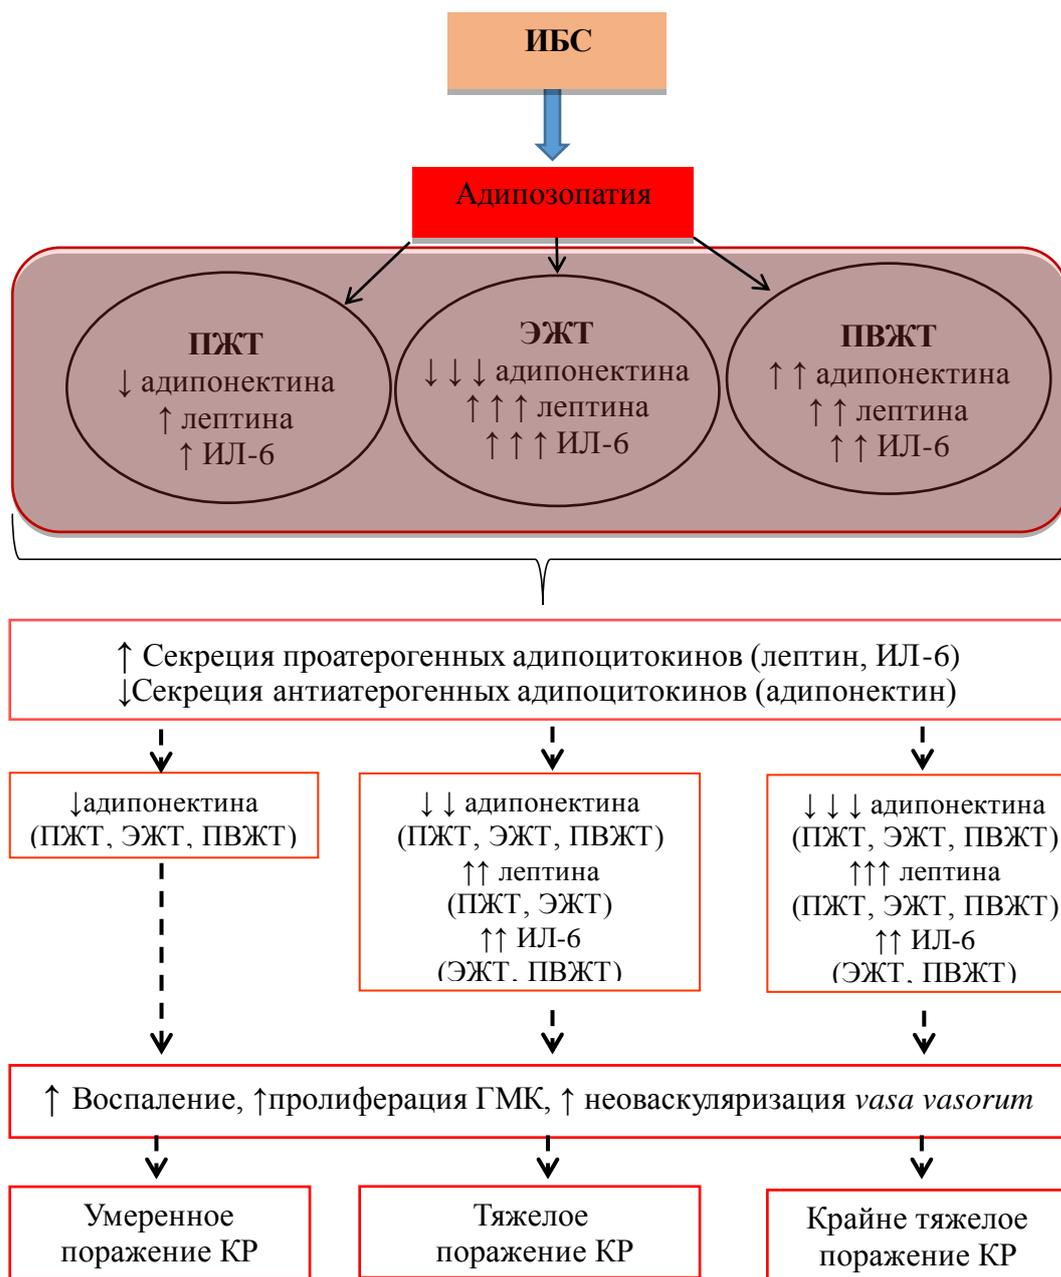 ИБС
Адипозопатия
ПЖТ
↓ адипонектина
↑ лептина
↑ ИЛ-6
ЭЖТ
↓ ↓ ↓ адипонектина
↑ ↑ ↑ лептина
↑ ↑ ↑ ИЛ-6
ПВЖТ
↑ ↑ адипонектина
↑ ↑ лептина
↑ ↑ ИЛ-6
↑ Секреция проатерогенных адипоцитокинов (лептин, ИЛ-6)
↓Секреция антиатерогенных адипоцитокинов (адипонектин)
↓адипонектина
(ПЖТ, ЭЖТ, ПВЖТ)
↓ ↓ адипонектина
(ПЖТ, ЭЖТ, ПВЖТ)
↑↑ лептина
(ПЖТ, ЭЖТ)
↑↑ ИЛ-6
(ЭЖТ, ПВЖТ)
↓ ↓ ↓ адипонектина
(ПЖТ, ЭЖТ, ПВЖТ)
↑↑↑ лептина
(ПЖТ, ЭЖТ, ПВЖТ)
↑↑ ИЛ-6
(ЭЖТ, ПВЖТ)
↑ Воспаление, ↑пролиферация ГМК, ↑ неоваскуляризация vasa vasorum
Умеренное
поражение КР
Тяжелое
поражение КР
Крайне тяжелое
поражение КР